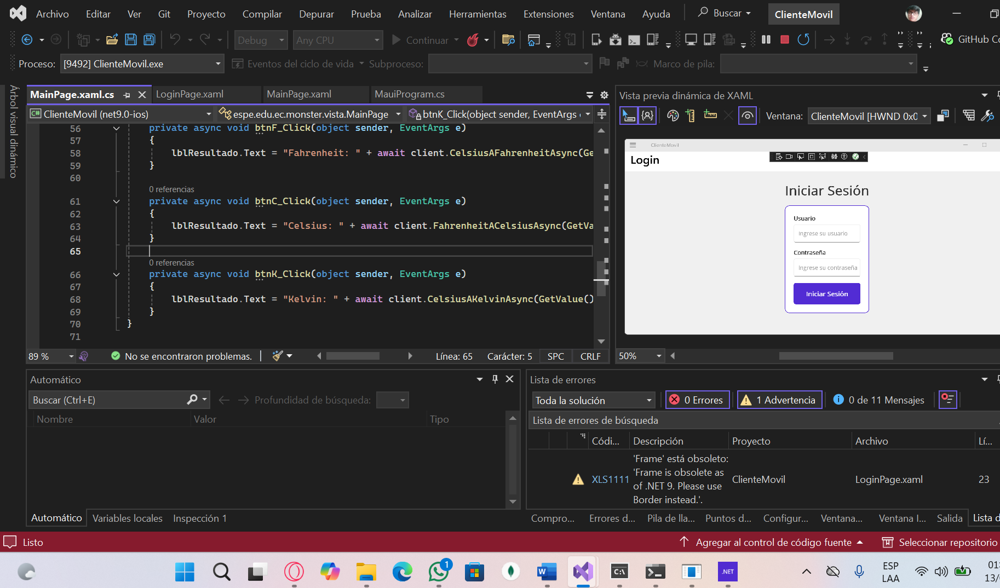 Archivo Editar Ver Git Proyecto Compilar Depurar Prueba Analizar Herramientas Extensiones Ventana Ayuda Buscar ClienteMovil
Debug Any CPU Continuar GitHub Co
Proceso: [9492] ClienteMovil.exe Eventos del ciclo de vida Subproceso: Marco de pila:
Árbol visual dinámico
MainPage.xaml.cs LoginPage.xaml MainPage.xaml MauiProgram.cs
C# ClienteMovil (net9.0-ios) espe.edu.ec.monster.vista.MainPage btnK_Click(object sender, EventArgs
56 private async void btnF_Click(object sender, EventArgs e)
57 {
58 lblResultado.Text = "Fahrenheit: " + await client.CelsiusAFahrenheitAsync(Ge
59 }
60
0 referencias
61 private async void btnC_Click(object sender, EventArgs e)
62 {
63 lblResultado.Text = "Celsius: " + await client.FahrenheitACelsiusAsync(GetVa
64 }
65
0 referencias
66 private async void btnK_Click(object sender, EventArgs e)
67 {
68 lblResultado.Text = "Kelvin: " + await client.CelsiusAKelvinAsync(GetValue()
69 }
70 }
71
89 % No se encontraron problemas. Línea: 65 Carácter: 5 SPC CRLF
Vista previa dinámica de XAML
Ventana: ClienteMovil [HWND 0x0
ClienteMovil
Login
Iniciar Sesión
Usuario
Ingrese su usuario
Contraseña
Ingrese su contraseña
Iniciar Sesión
50%
Automático
Buscar (Ctrl+E) Profundidad de búsqueda:
Nombre Valor Tipo
Automático Variables locales Inspección 1
Lista de errores
Toda la solución 0 Errores 1 Advertencia 0 de 11 Mensajes
Lista de errores de búsqueda
Códi... Descripción Proyecto Archivo Lí...
XLS1111 'Frame' está obsoleto: 'Frame is obsolete as of .NET 9. Please use Border instead.'. ClienteMovil LoginPage.xaml 23
Compro... Errores d... Pila de lla... Puntos d... Configur... Ventana... Ventana I... Salida Lista d
Listo Agregar al control de código fuente Seleccionar repositorio
1
W
C:\
.NET
ESP
LAA
01:
13/